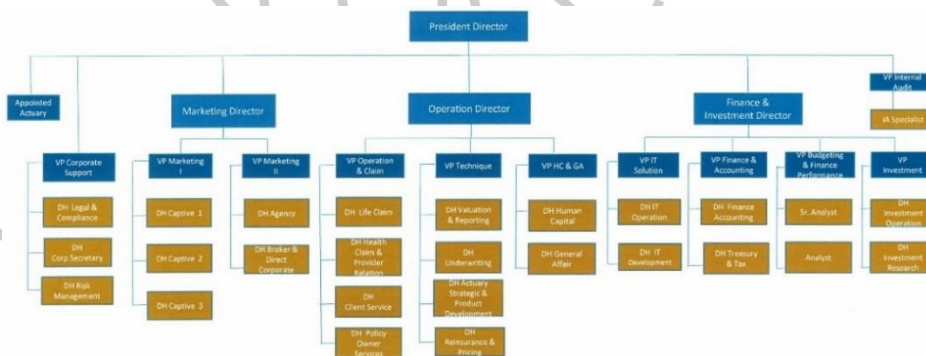 President Director
Appointed
Actuary
Marketing Director
Operation Director
Finance &
Investment Director
VP Internal
Audit
IA Specialist
VP Corporate
Support
VP Marketing
I
VP Marketing
II
VP Operation
& Claim
VP Technique
VP HC & GA
VP IT
Solution
VP Finance &
Accounting
VP Budgeting
& Finance
Performance
VP
Investment
DH Legal &
Compliance
DH Captive 1
DH Agency
DH Life Claim
DH Valuation
& Reporting
DH Human
Capital
DH IT
Operation
DH Finance
Accounting
Sr. Analyst
DH
Investment
Operation
DH
Corp Secretary
DH Captive 2
DH Broker &
Direct
Corporate
DH Health
Claim &
Provider
Relation
DH
Underwriting
DH General
Affair
DH IT
Development
DH Treasury
& Tax
Analyst
DH
Investment
Research
DH Risk
Management
DH Captive 3
DH
Client Service
DH Actuary
Strategic &
Product
Development
DH Policy
Owner
Services
DH
Reinsurance &
Pricing